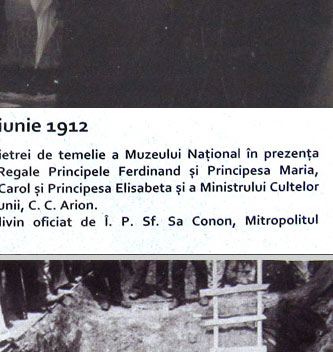 iunie 1912
ietrei de temelie a Muzeului Național în prezența
Regale Principele Ferdinand și Principesa Maria,
Carol și Principesa Elisabeta și a Ministrului Cultelor
unii, C. C. Arion.
divin oficiat de Î. P. Sf. Sa Conon, Mitropolitul